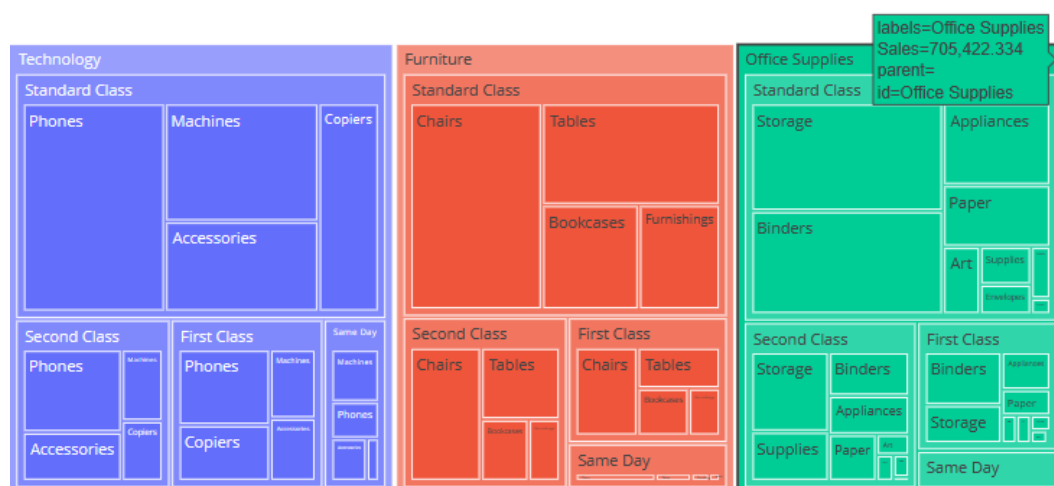 labels=Office Supplies
Sales=705,422.334
parent=
id=Office Supplies
Technology
Standard Class
Phones
Machines
Copiers
Accessories
Second Class
Phones
Machines
Accessories
Copiers
First Class
Phones
Machines
Copiers
Accessories
Same Day
Machines
Phones
Accessories
Furniture
Standard Class
Chairs
Tables
Bookcases
Furnishings
Second Class
Chairs
Tables
Bookcases
First Class
Chairs
Tables
Bookcases
Same Day
Office Supplies
Standard Class
Storage
Appliances
Binders
Paper
Art
Supplies
Envelopes
Second Class
Storage
Binders
Appliances
Supplies
Paper
Art
First Class
Binders
Appliances
Paper
Storage
Same Day